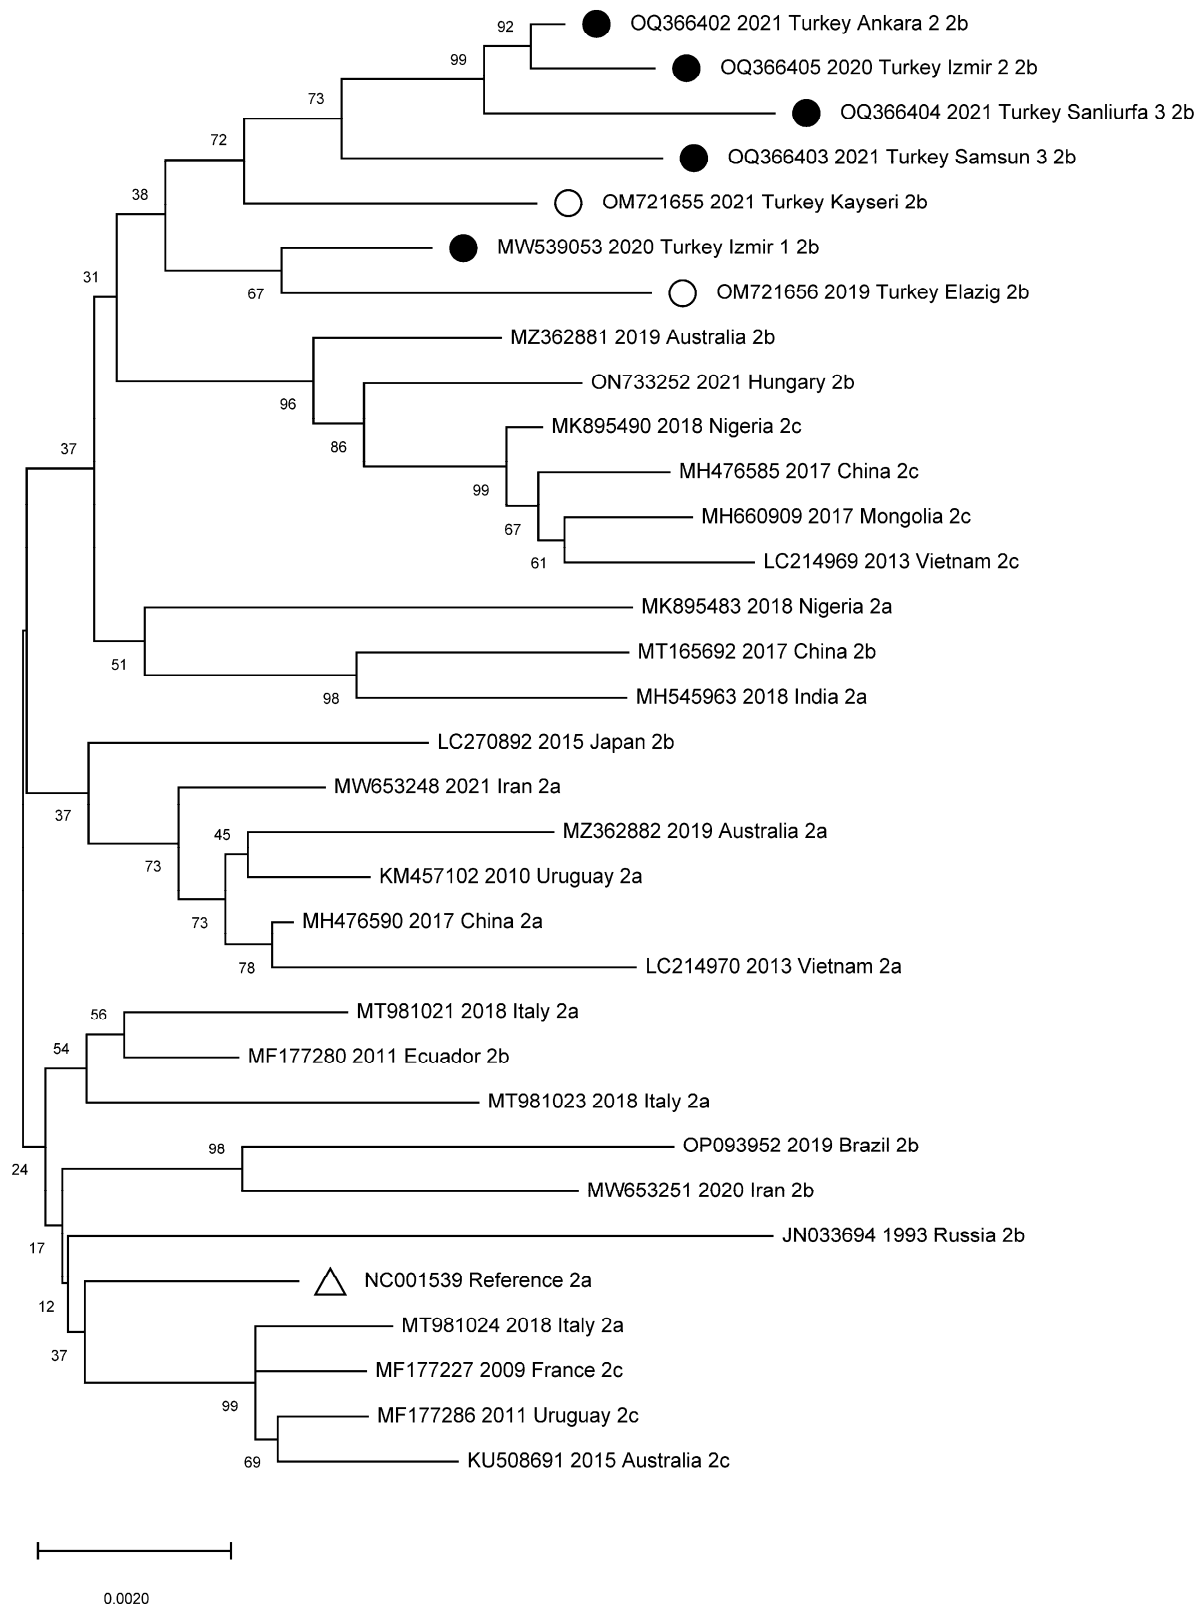 92
OQ366402 2021 Turkey Ankara 2 2b
99
OQ366405 2020 Turkey Izmir 2 2b
73
OQ366404 2021 Turkey Sanliurfa 3 2b
72
OQ366403 2021 Turkey Samsun 3 2b
38
OM721655 2021 Turkey Kayseri 2b
MW539053 2020 Turkey Izmir 1 2b
31
67
OM721656 2019 Turkey Elazig 2b
MZ362881 2019 Australia 2b
ON733252 2021 Hungary 2b
96
MK895490 2018 Nigeria 2c
37
86
MH476585 2017 China 2c
99
MH660909 2017 Mongolia 2c
67
LC214969 2013 Vietnam 2c
61
MK895483 2018 Nigeria 2a
MT165692 2017 China 2b
51
MH545963 2018 India 2a
98
LC270892 2015 Japan 2b
MW653248 2021 Iran 2a
37
45
MZ362882 2019 Australia 2a
73
KM457102 2010 Uruguay 2a
MH476590 2017 China 2a
73
LC214970 2013 Vietnam 2a
78
56
MT981021 2018 Italy 2a
54
MF177280 2011 Ecuador 2b
MT981023 2018 Italy 2a
98
OP093952 2019 Brazil 2b
24
MW653251 2020 Iran 2b
JN033694 1993 Russia 2b
17
NC001539 Reference 2a
12
MT981024 2018 Italy 2a
37
MF177227 2009 France 2c
99
MF177286 2011 Uruguay 2c
69
KU508691 2015 Australia 2c
0.0020